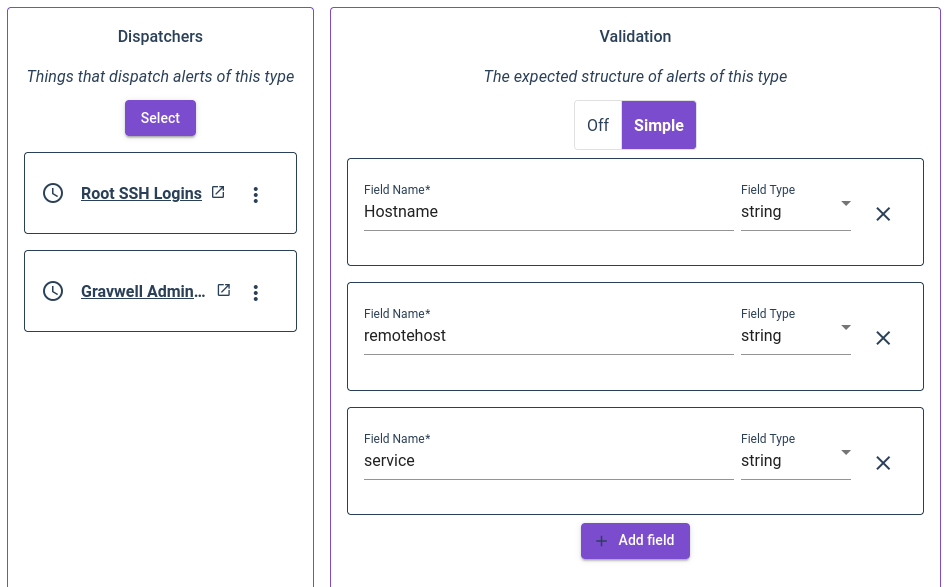 Dispatchers
Things that dispatch alerts of this type
Select
Root SSH Logins
Gravwell Admin...
Validation
The expected structure of alerts of this type
Off Simple
Field Name* Field Type
Hostname string
Field Name* Field Type
remotehost string
Field Name* Field Type
service string
+ Add field